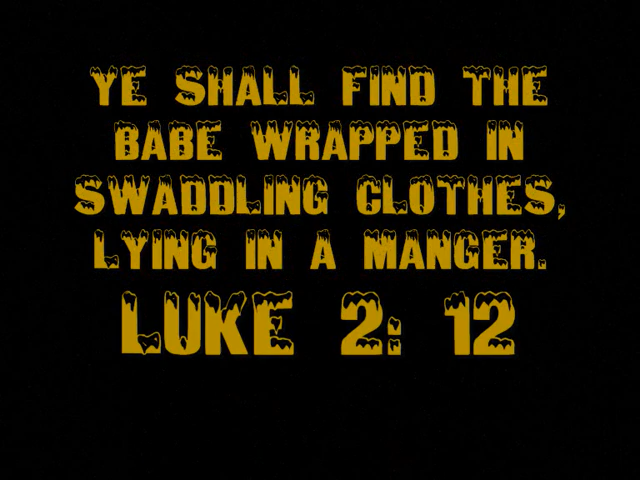 YE SHALL FIND THE
BABE WRAPPED IN
SWADDLING CLOTHES,
LYING IN A MANGER.
LUKE 2: 12